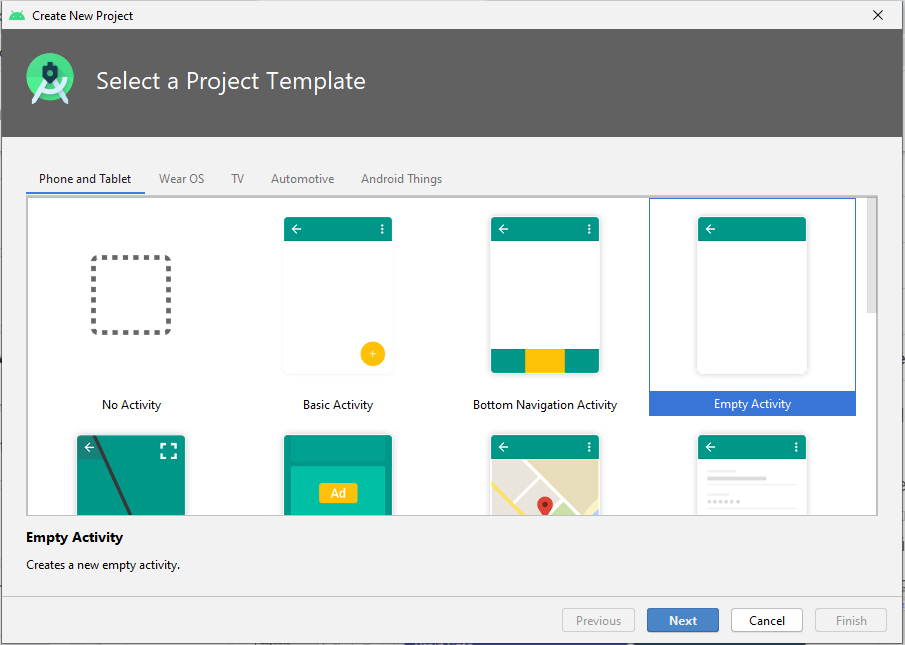 Create New Project
Select a Project Template
Phone and Tablet
Wear OS
TV
Automotive
Android Things
No Activity
Basic Activity
Bottom Navigation Activity
Empty Activity
Ad
Empty Activity
Creates a new empty activity.
Previous
Next
Cancel
Finish